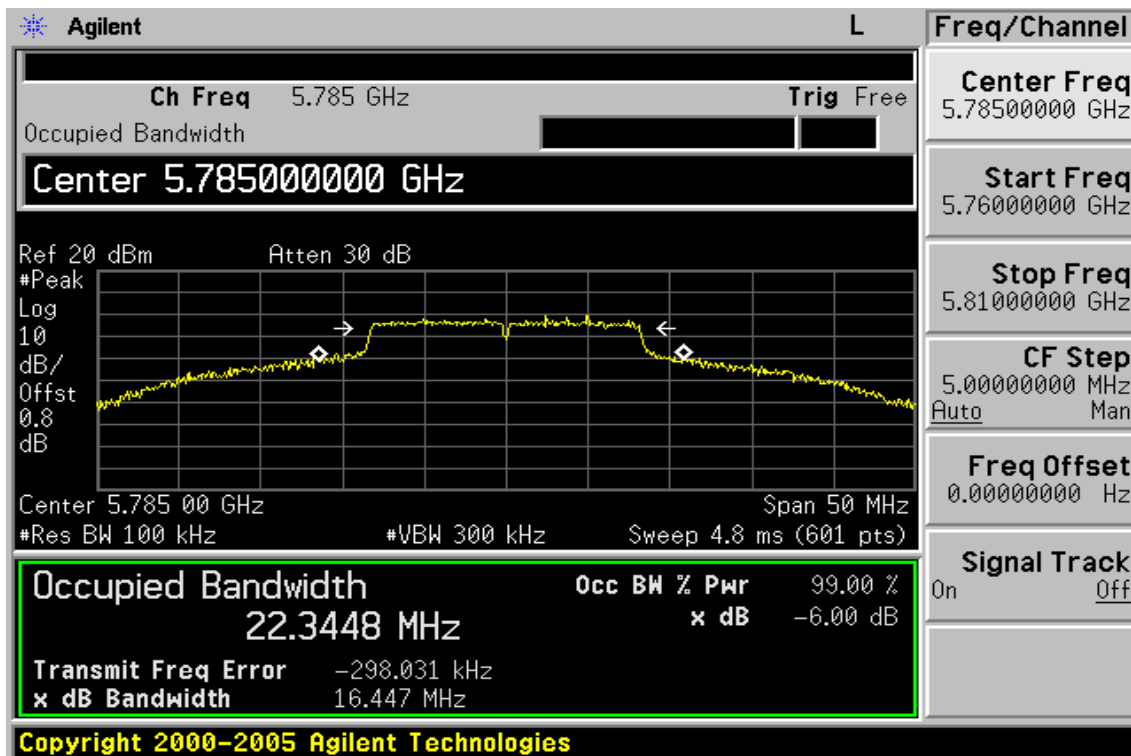 Agilent L
Ch Freq 5.785 GHz Trig Free
Occupied Bandwidth
Center 5.785000000 GHz
Ref 20 dBm Atten 30 dB
#Peak
Log
10
dB/
Offst
0.8
dB
Center 5.785 00 GHz Span 50 MHz
#Res BW 100 kHz #VBW 300 kHz Sweep 4.8 ms (601 pts)
Occupied Bandwidth Occ BW % Pwr 99.00 %
22.3448 MHz x dB -6.00 dB
Transmit Freq Error -298.031 kHz
x dB Bandwidth 16.447 MHz
Copyright 2000-2005 Agilent Technologies
Freq/Channel
Center Freq
5.78500000 GHz
Start Freq
5.76000000 GHz
Stop Freq
5.81000000 GHz
CF Step
5.00000000 MHz
Auto Man
Freq Offset
0.00000000 Hz
Signal Track
On Off